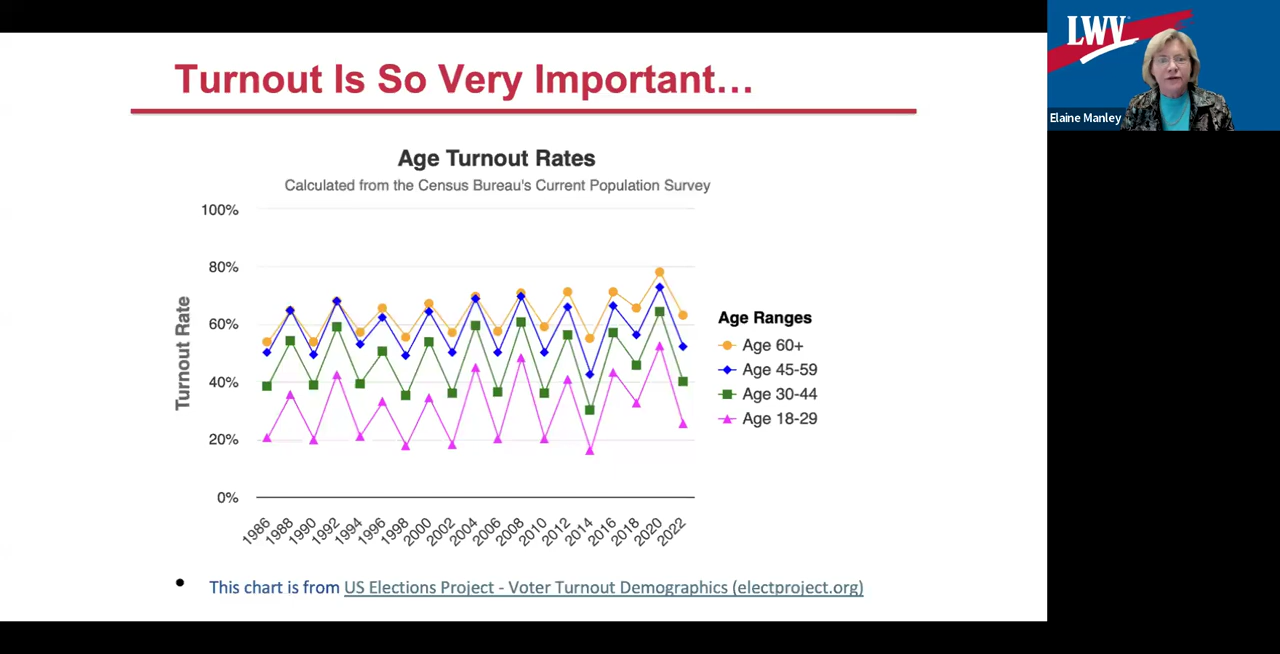 Turnout Is So Very Important…
LWV
Elaine Manley
Age Turnout Rates
Calculated from the Census Bureau's Current Population Survey
Turnout Rate
100%
80%
60%
40%
20%
0%
1986
1988
1990
1992
1994
1996
1998
2000
2002
2004
2006
2008
2010
2012
2014
2016
2018
2020
2022
Age Ranges
Age 60+
Age 45-59
Age 30-44
Age 18-29
• This chart is from US Elections Project - Voter Turnout Demographics (electproject.org)